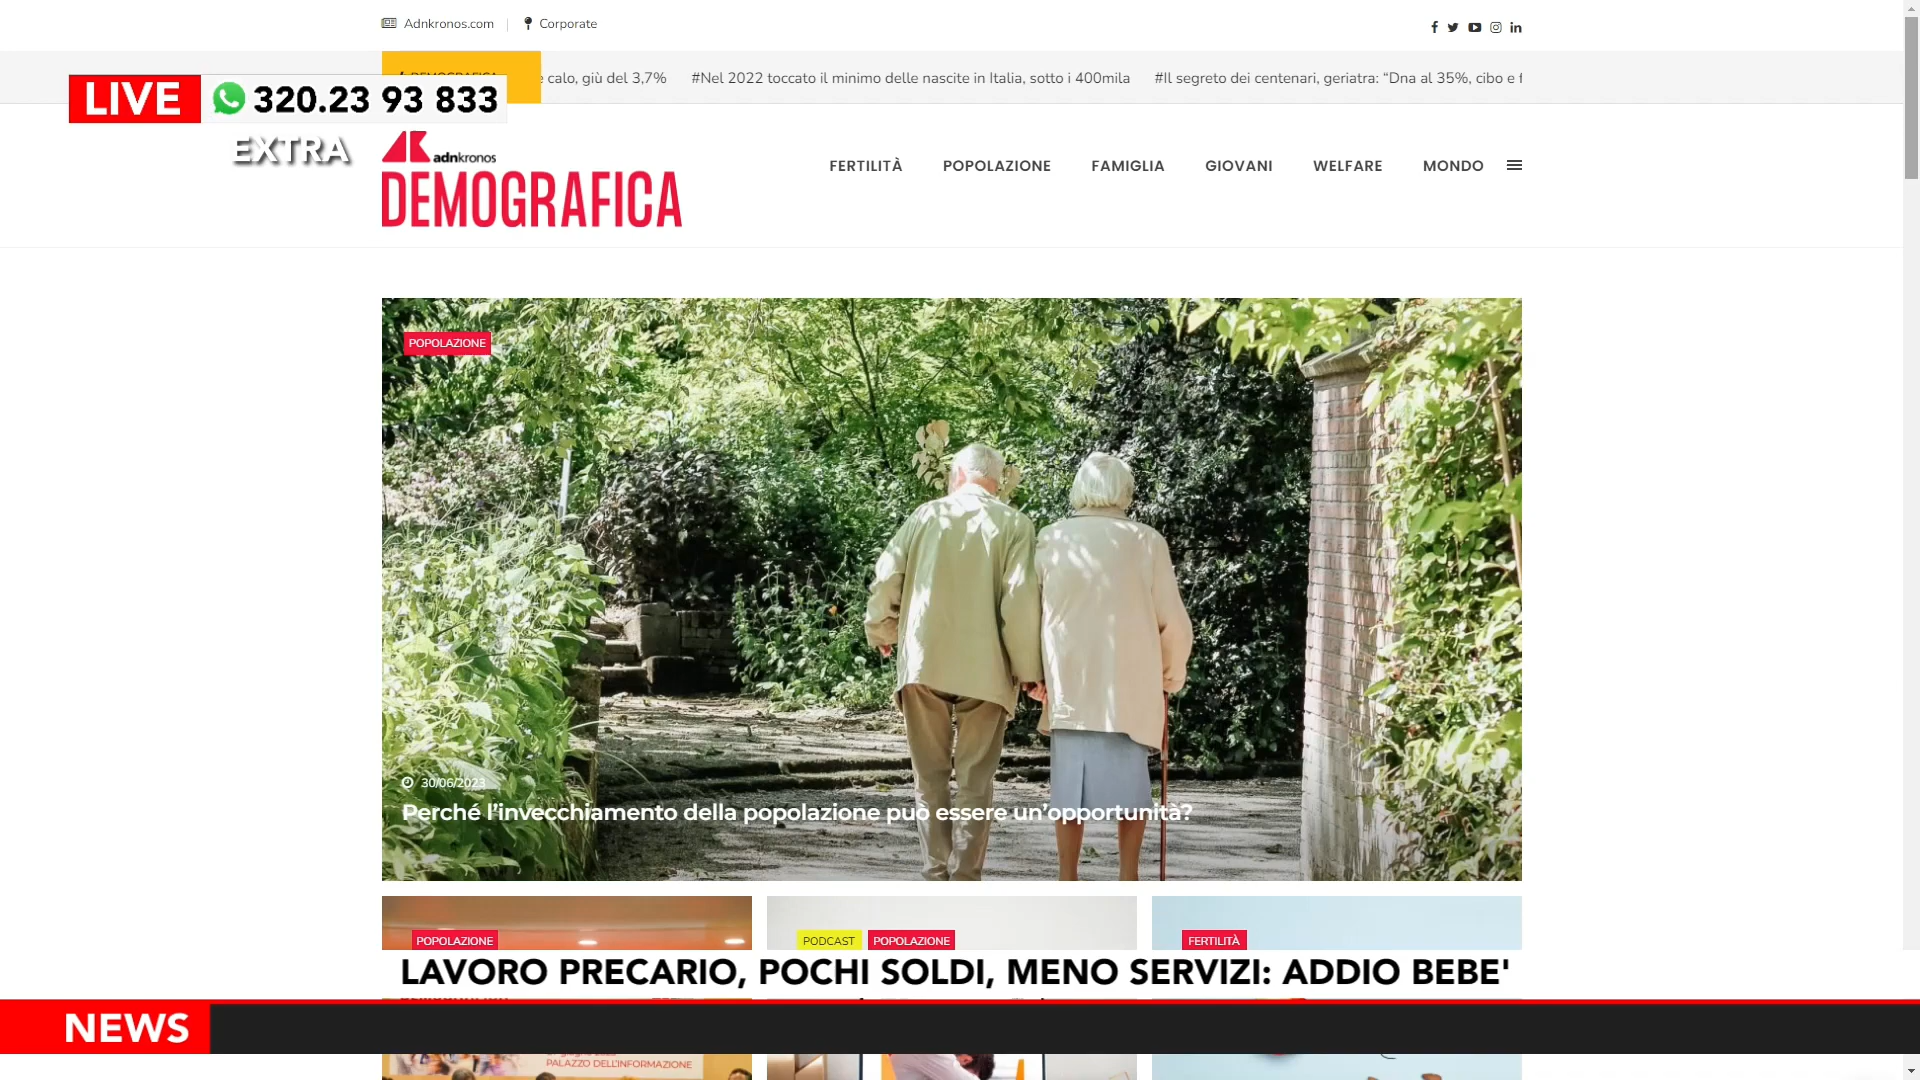 Adnkronos.com
Corporate
calo, giù del 3,7%
#Nel 2022 toccato il minimo delle nascite in Italia, sotto i 400mila
#Il segreto dei centenari, geriatra: “Dna al 35%, cibo e
LIVE
320.23 93 833
EXTRA
adnkronos
DEMOGRAFICA
FERTILITÀ
POPOLAZIONE
FAMIGLIA
GIOVANI
WELFARE
MONDO
POPOLAZIONE
30/06/2023
Perché l’invecchiamento della popolazione può essere un’opportunità?
POPOLAZIONE
PODCAST
POPOLAZIONE
FERTILITÀ
LAVORO PRECARIO, POCHI SOLDI, MENO SERVIZI: ADDIO BEBE'
NEWS
PALAZZO DELL'INFORMAZIONE